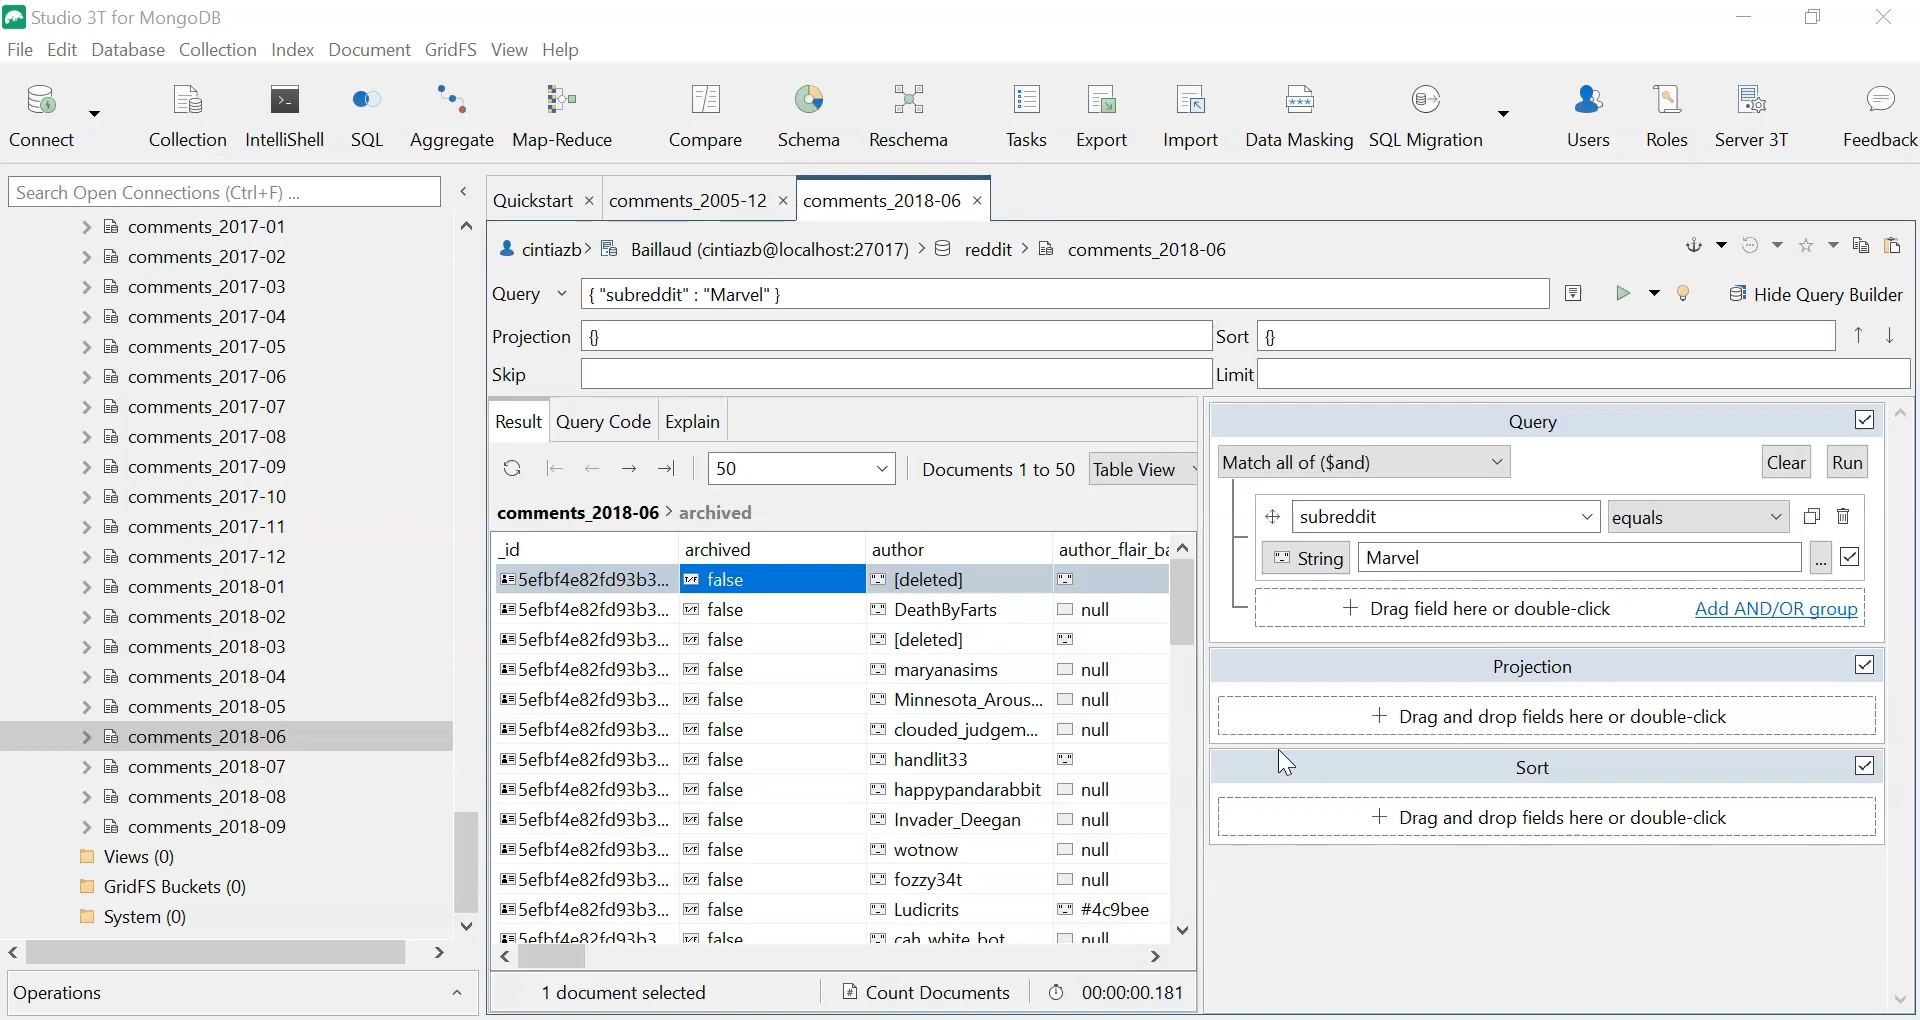 Studio 3T for MongoDB
File Edit Database Collection Index Document GridFS View Help
Connect Collection IntelliShell SQL Aggregate Map-Reduce Compare Schema Reschema Tasks Export Import Data Masking SQL Migration Users Roles Server 3T Feedback
Search Open Connections (Ctrl+F) ...
comments_2017-01
comments_2017-02
comments_2017-03
comments_2017-04
comments_2017-05
comments_2017-06
comments_2017-07
comments_2017-08
comments_2017-09
comments_2017-10
comments_2017-11
comments_2017-12
comments_2018-01
comments_2018-02
comments_2018-03
comments_2018-04
comments_2018-05
comments_2018-06
comments_2018-07
comments_2018-08
comments_2018-09
Views (0)
GridFS Buckets (0)
System (0)
Operations
Quickstart × comments_2005-12 × comments_2018-06 ×
cintiazb > Baillaud (cintiazb@localhost:27017) > reddit > comments_2018-06
Query { "subreddit" : "Marvel" } Hide Query Builder
Projection {} Sort {}
Skip Limit
Result Query Code Explain
50 Documents 1 to 50 Table View
comments_2018-06 > archived
_id archived author author_flair_ba
5efbf4e82fd93b3... false [deleted]
5efbf4e82fd93b3... false DeathByFarts null
5efbf4e82fd93b3... false [deleted]
5efbf4e82fd93b3... false maryanasims null
5efbf4e82fd93b3... false Minnesota_Arous... null
5efbf4e82fd93b3... false clouded_judgem... null
5efbf4e82fd93b3... false handlit33
5efbf4e82fd93b3... false happypandarabbit null
5efbf4e82fd93b3... false Invader_Deegan null
5efbf4e82fd93b3... false wotnow null
5efbf4e82fd93b3... false fozzy34t null
5efbf4e82fd93b3... false Ludicrits #4c9bee
5efbf4e82fd93b3... false cah_white_bot null
1 document selected Count Documents 00:00:00.181
Query
Match all of ($and) Clear Run
subreddit equals
String Marvel ...
Drag field here or double-click Add AND/OR group
Projection
Drag and drop fields here or double-click
Sort
Drag and drop fields here or double-click